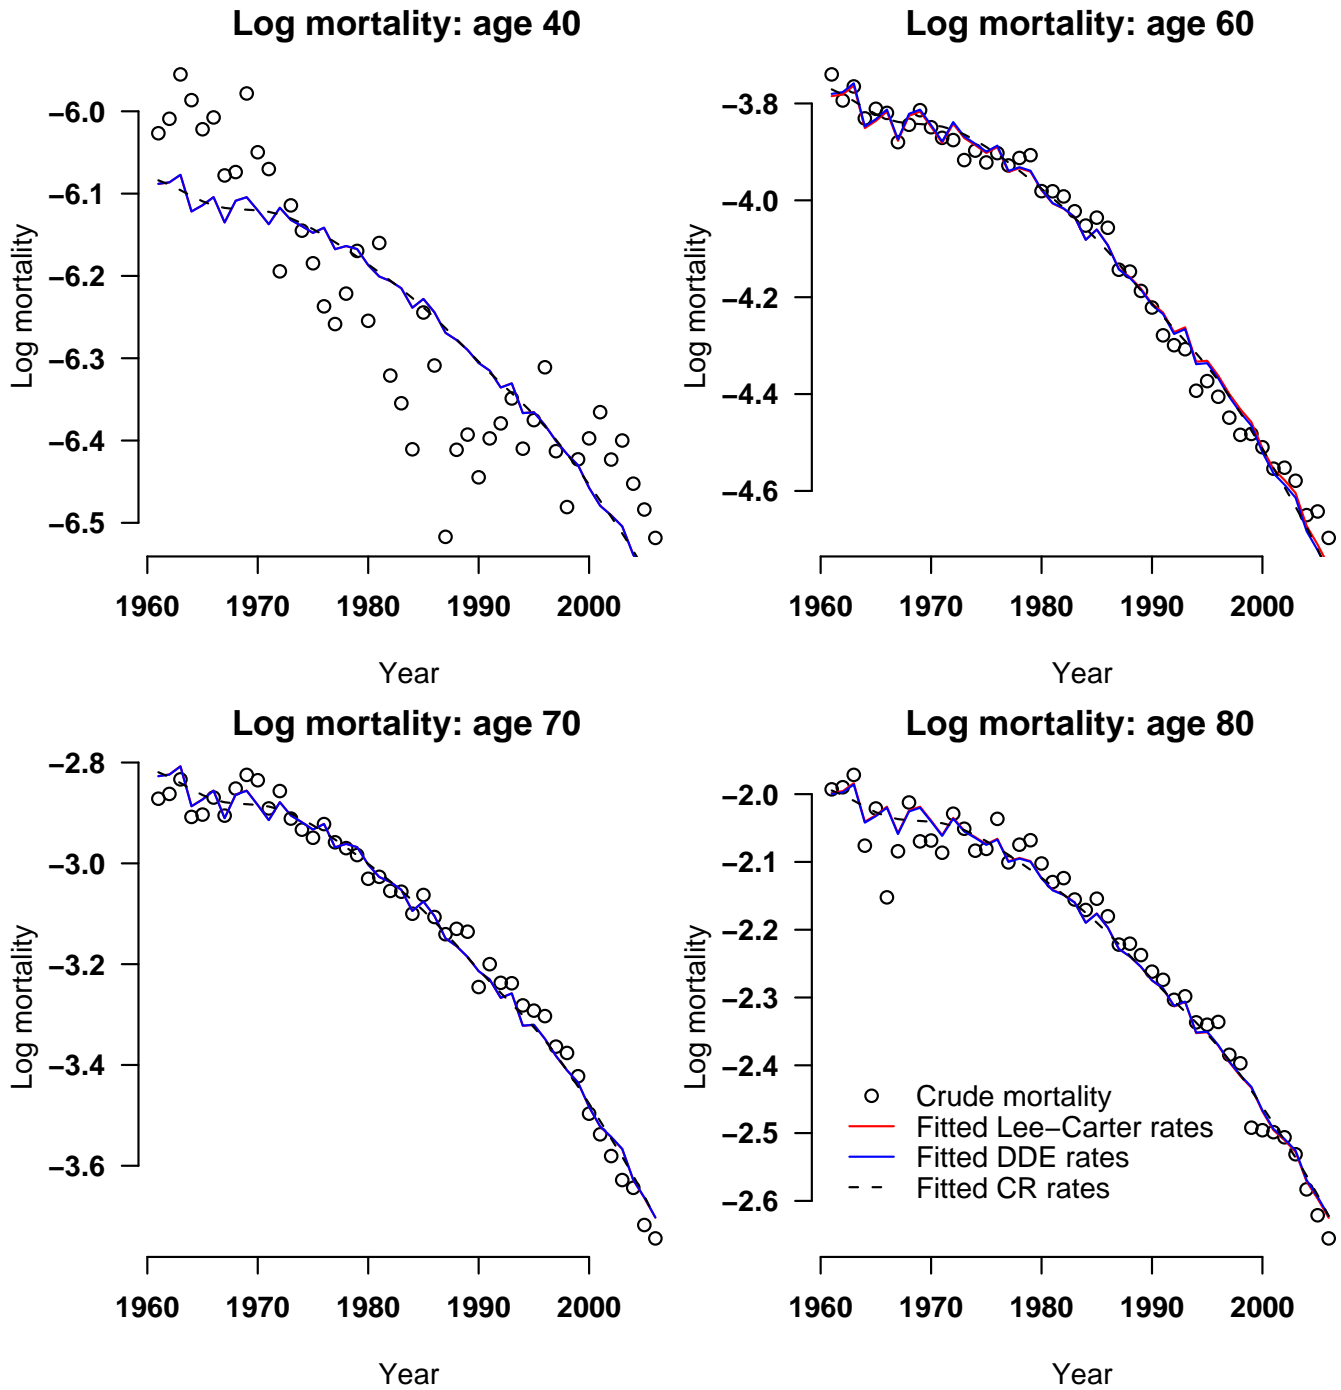 Log mortality: age 40
Log mortality
−6.0
−6.1
−6.2
−6.3
−6.4
−6.5
1960 1970 1980 1990 2000
Year
Log mortality: age 60
Log mortality
−3.8
−4.0
−4.2
−4.4
−4.6
1960 1970 1980 1990 2000
Year
Log mortality: age 70
Log mortality
−2.8
−3.0
−3.2
−3.4
−3.6
1960 1970 1980 1990 2000
Year
Log mortality: age 80
Log mortality
−2.0
−2.1
−2.2
−2.3
−2.4
−2.5
−2.6
Crude mortality
Fitted Lee−Carter rates
Fitted DDE rates
Fitted CR rates
1960 1970 1980 1990 2000
Year